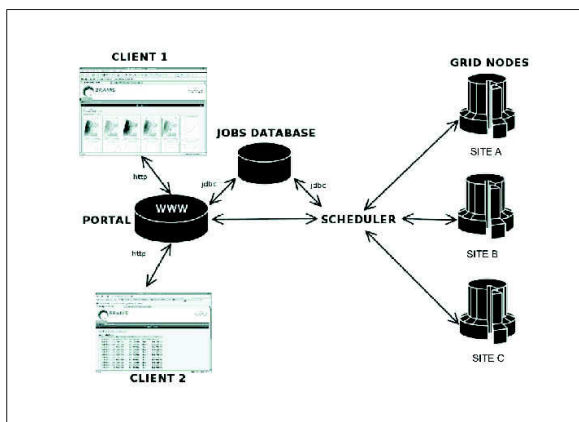 CLIENT 1
GRID NODES
JOBS DATABASE
SITE A
http
jdbc
jdbc
WWW
PORTAL
SCHEDULER
SITE B
http
SITE C
CLIENT 2